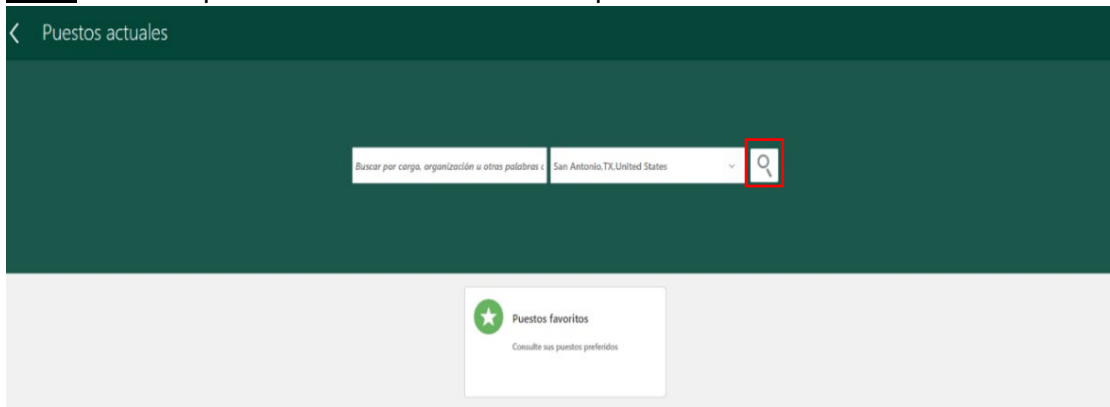 Puestos actuales
Buscar por cargo, organización u otras palabras c
San Antonio,TX,United States
Puestos favoritos
Consulte sus puestos preferidos